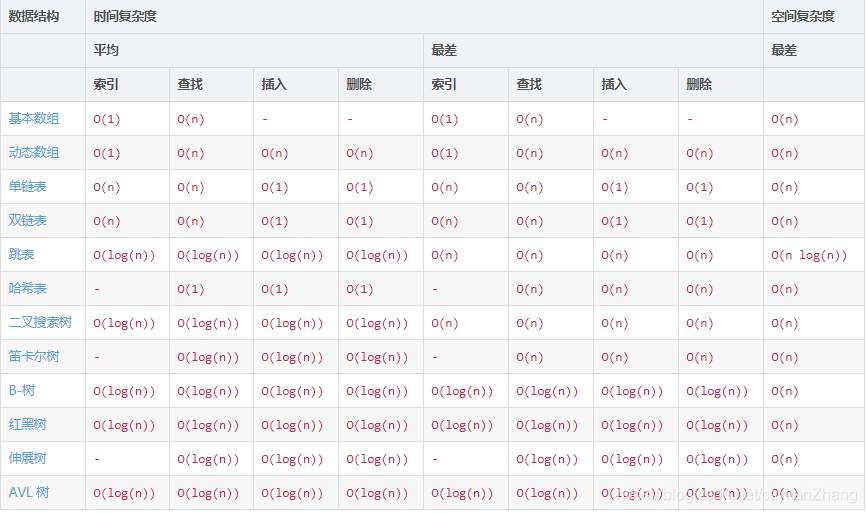 数据结构 时间复杂度 空间复杂度
平均 最差 最差
索引 查找 插入 删除 索引 查找 插入 删除
基本数组 O(1) O(n) - - O(1) O(n) - - O(n)
动态数组 O(1) O(n) O(n) O(n) O(1) O(n) O(n) O(n) O(n)
单链表 O(n) O(n) O(1) O(1) O(n) O(n) O(1) O(1) O(n)
双链表 O(n) O(n) O(1) O(1) O(n) O(n) O(1) O(1) O(n)
跳表 O(log(n)) O(log(n)) O(log(n)) O(log(n)) O(n) O(n) O(n) O(n) O(n log(n))
哈希表 - O(1) O(1) O(1) - O(n) O(n) O(n) O(n)
二叉搜索树 O(log(n)) O(log(n)) O(log(n)) O(log(n)) O(n) O(n) O(n) O(n) O(n)
笛卡尔树 - O(log(n)) O(log(n)) O(log(n)) - O(n) O(n) O(n) O(n)
B-树 O(log(n)) O(log(n)) O(log(n)) O(log(n)) O(log(n)) O(log(n)) O(log(n)) O(log(n)) O(n)
红黑树 O(log(n)) O(log(n)) O(log(n)) O(log(n)) O(log(n)) O(log(n)) O(log(n)) O(log(n)) O(n)
伸展树 - O(log(n)) O(log(n)) O(log(n)) - O(log(n)) O(log(n)) O(log(n)) O(n)
AVL 树 O(log(n)) O(log(n)) O(log(n)) O(log(n)) O(log(n)) O(log(n)) O(log(n)) O(log(n)) O(n)